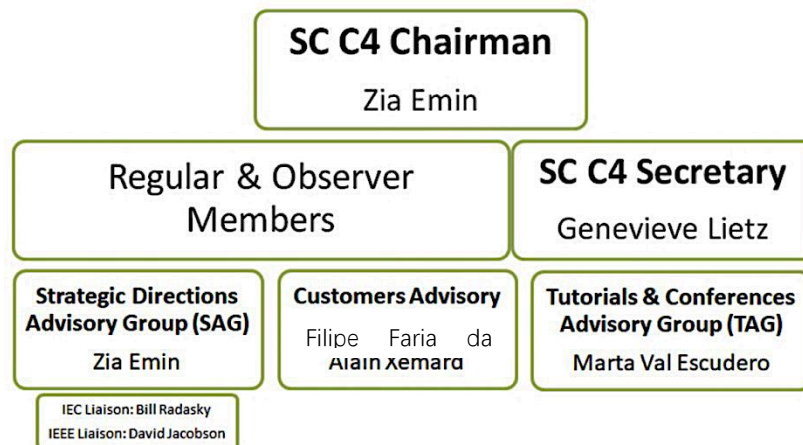 SC C4 Chairman
Zia Emin
Regular & Observer
Members
SC C4 Secretary
Genevieve Lietz
Strategic Directions
Advisory Group (SAG)
Zia Emin
Customers Advisory
Filipe Faria da
Alain Xemard
Tutorials & Conferences
Advisory Group (TAG)
Marta Val Escudero
IEC Liaison: Bill Radasky
IEEE Liaison: David Jacobson